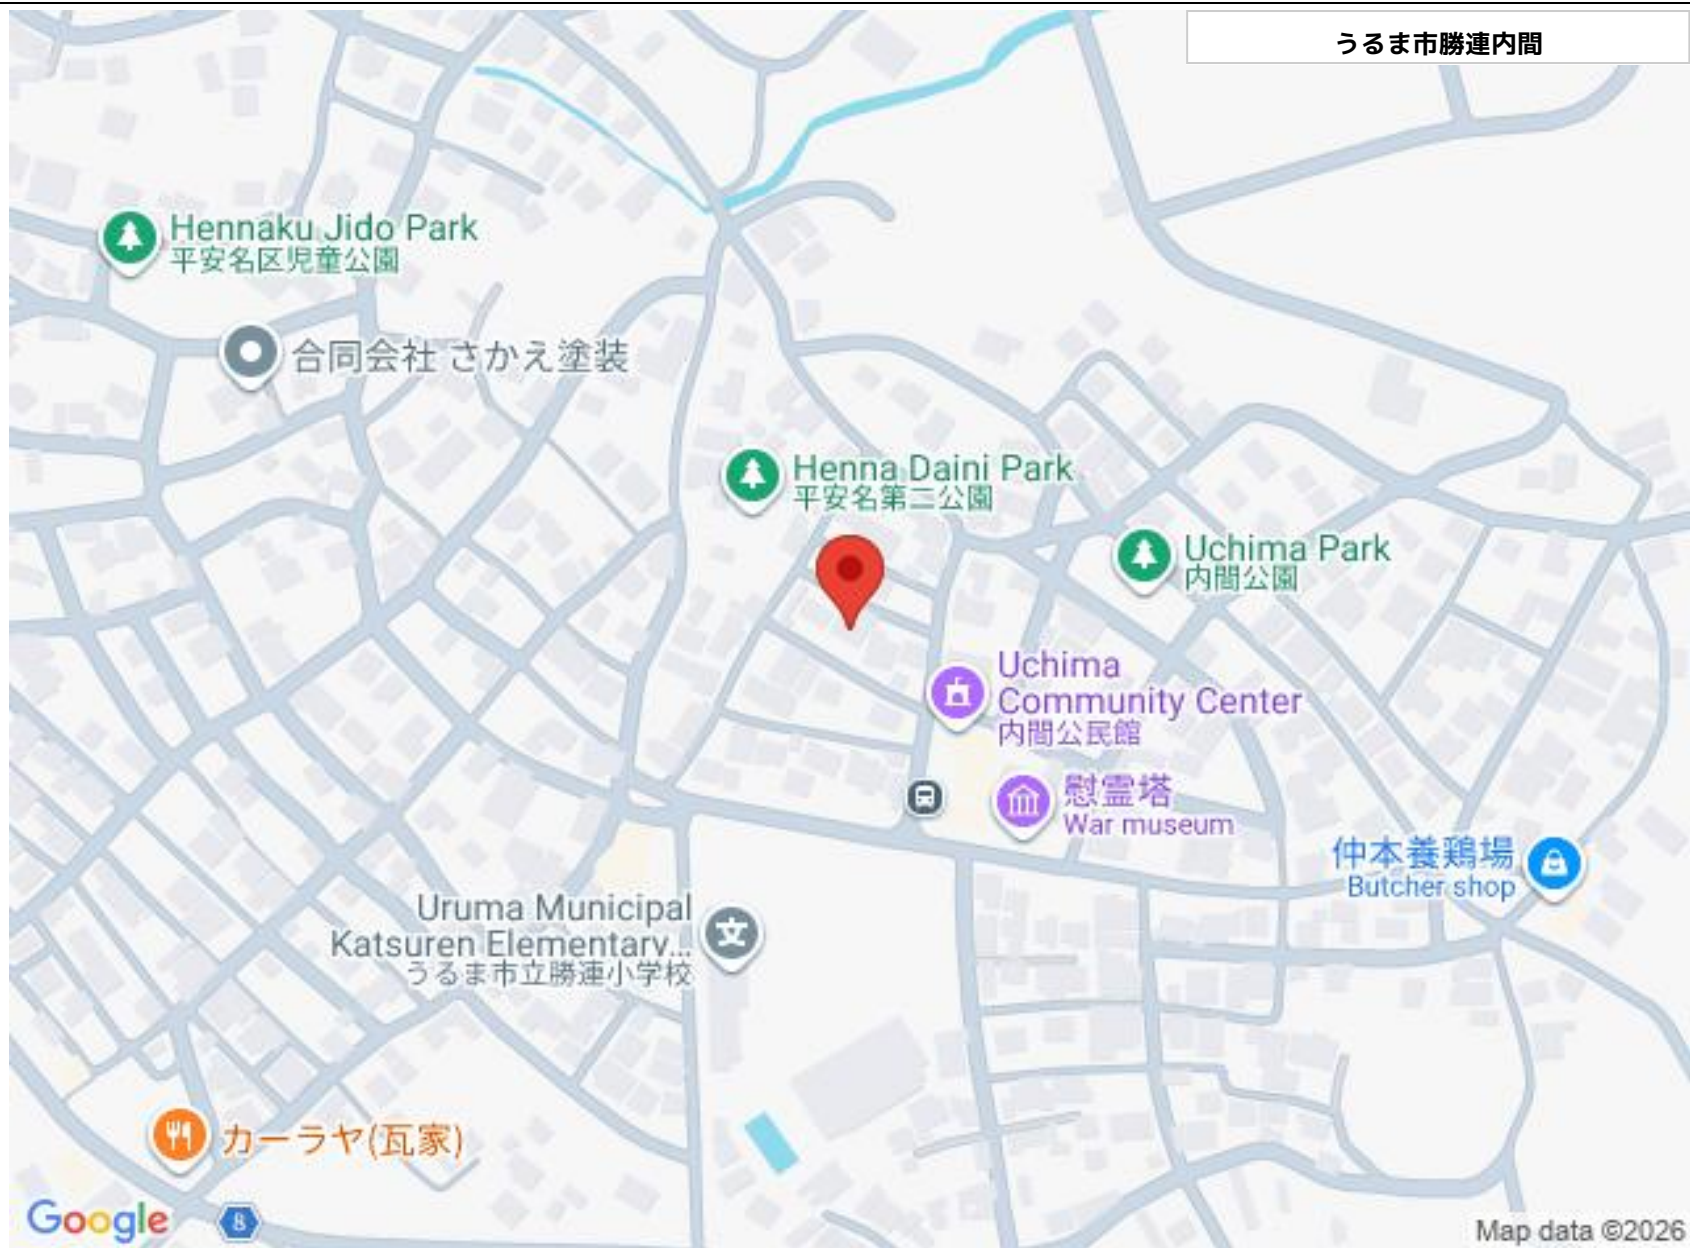 うるま市勝連内間
Hennaku Jido Park
平安名区児童公園
合同会社 さかえ塗装
Henna Daini Park
平安名第二公園
Uchima Park
内間公園
Uchima
Community Center
内間公民館
慰霊塔
War museum
仲本養鶏場
Butcher shop
Uruma Municipal
Katsuren Elementary...
うるま市立勝連小学校
文
カーラヤ(瓦家)
Google
8
Map data ©2026